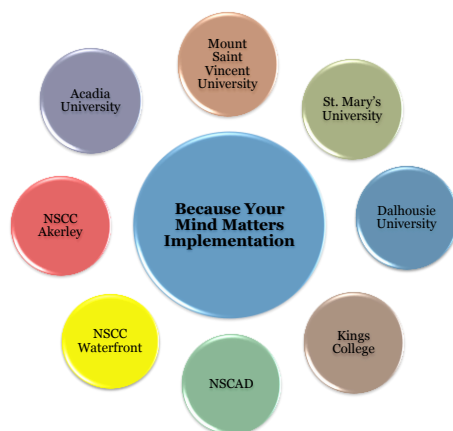 Mount
Saint
Vincent
University
St. Mary's
University
Dalhousie
University
Kings
College
NSCAD
NSCC
Waterfront
NSCC
Akerley
Acadia
University
Because Your
Mind Matters
Implementation